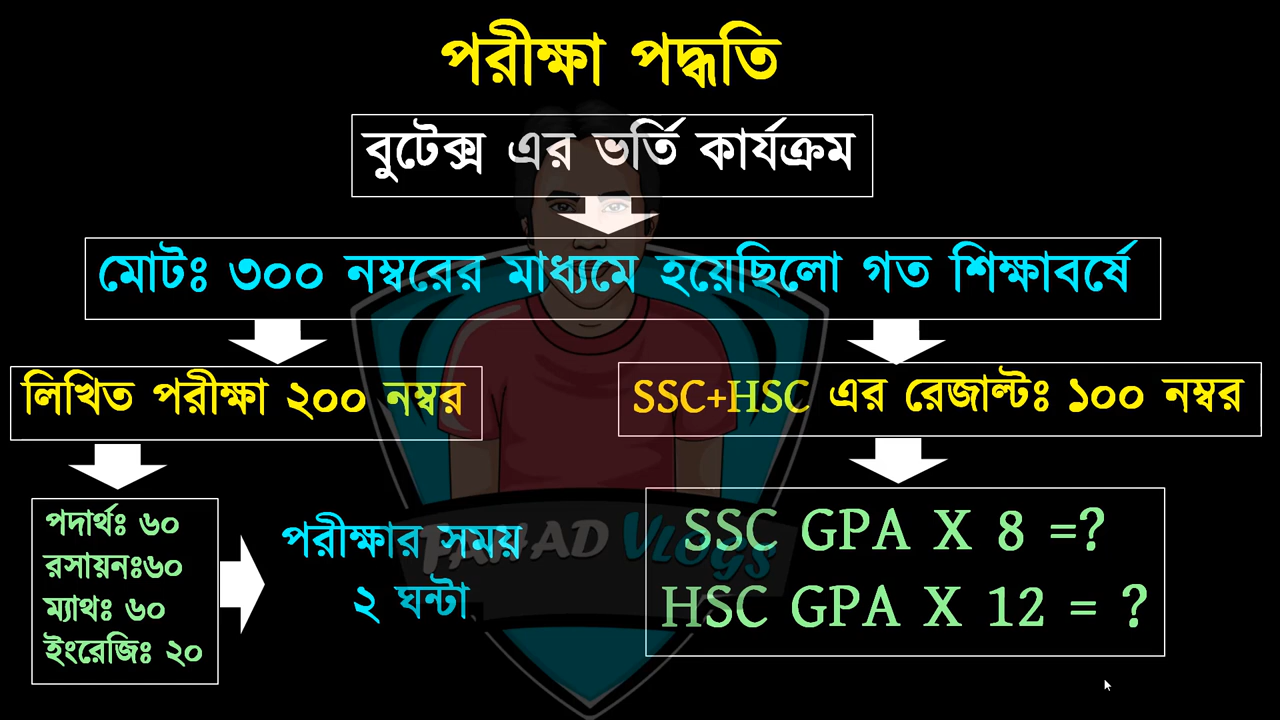 পরীক্ষা পদ্ধতি
বুটেক্স এর ভর্তি কার্যক্রম
মোটঃ ৩০০ নম্বরের মাধ্যমে হয়েছিলো গত শিক্ষাবর্ষে
লিখিত পরীক্ষা ২০০ নম্বর
SSC+HSC এর রেজাল্টঃ ১০০ নম্বর
পদার্থঃ ৬০
রসায়নঃ৬০
ম্যাথঃ ৬০
ইংরেজিঃ ২০
পরীক্ষার সময়
২ ঘন্টা
SSC GPA X 8 =?
HSC GPA X 12 = ?
VLOGS